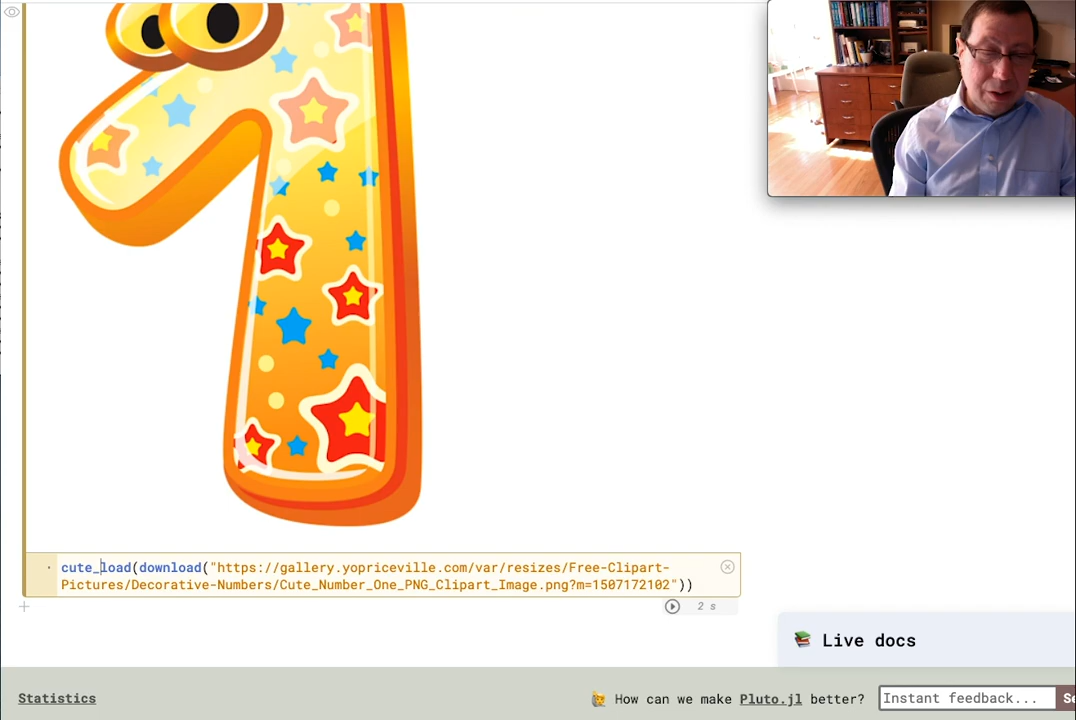 cute_load(download("https://gallery.yopriceville.com/var/resizes/Free-Clipart-
Pictures/Decorative-Numbers/Cute_Number_One_PNG_Clipart_Image.png?m=1507172102"))
2 s
Live docs
Statistics
How can we make Pluto.jl better?
Instant feedback...